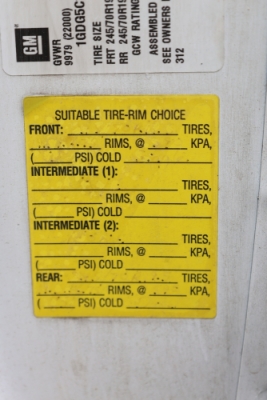 GM
GVWR
9979 (22000)
1GDG5C
TIRE SIZE
FRT 245/70R19
RR 245/70R19
GCW RATING
ASSEMBLED
SEE OWNERS
312
SUITABLE TIRE-RIM CHOICE
FRONT: TIRES,
RIMS, @ KPA,
( PSI) COLD
INTERMEDIATE (1):
TIRES,
RIMS, @ KPA,
( PSI) COLD
INTERMEDIATE (2):
TIRES,
RIMS, @ KPA,
( PSI) COLD
REAR: TIRES,
RIMS, @ KPA,
( PSI) COLD